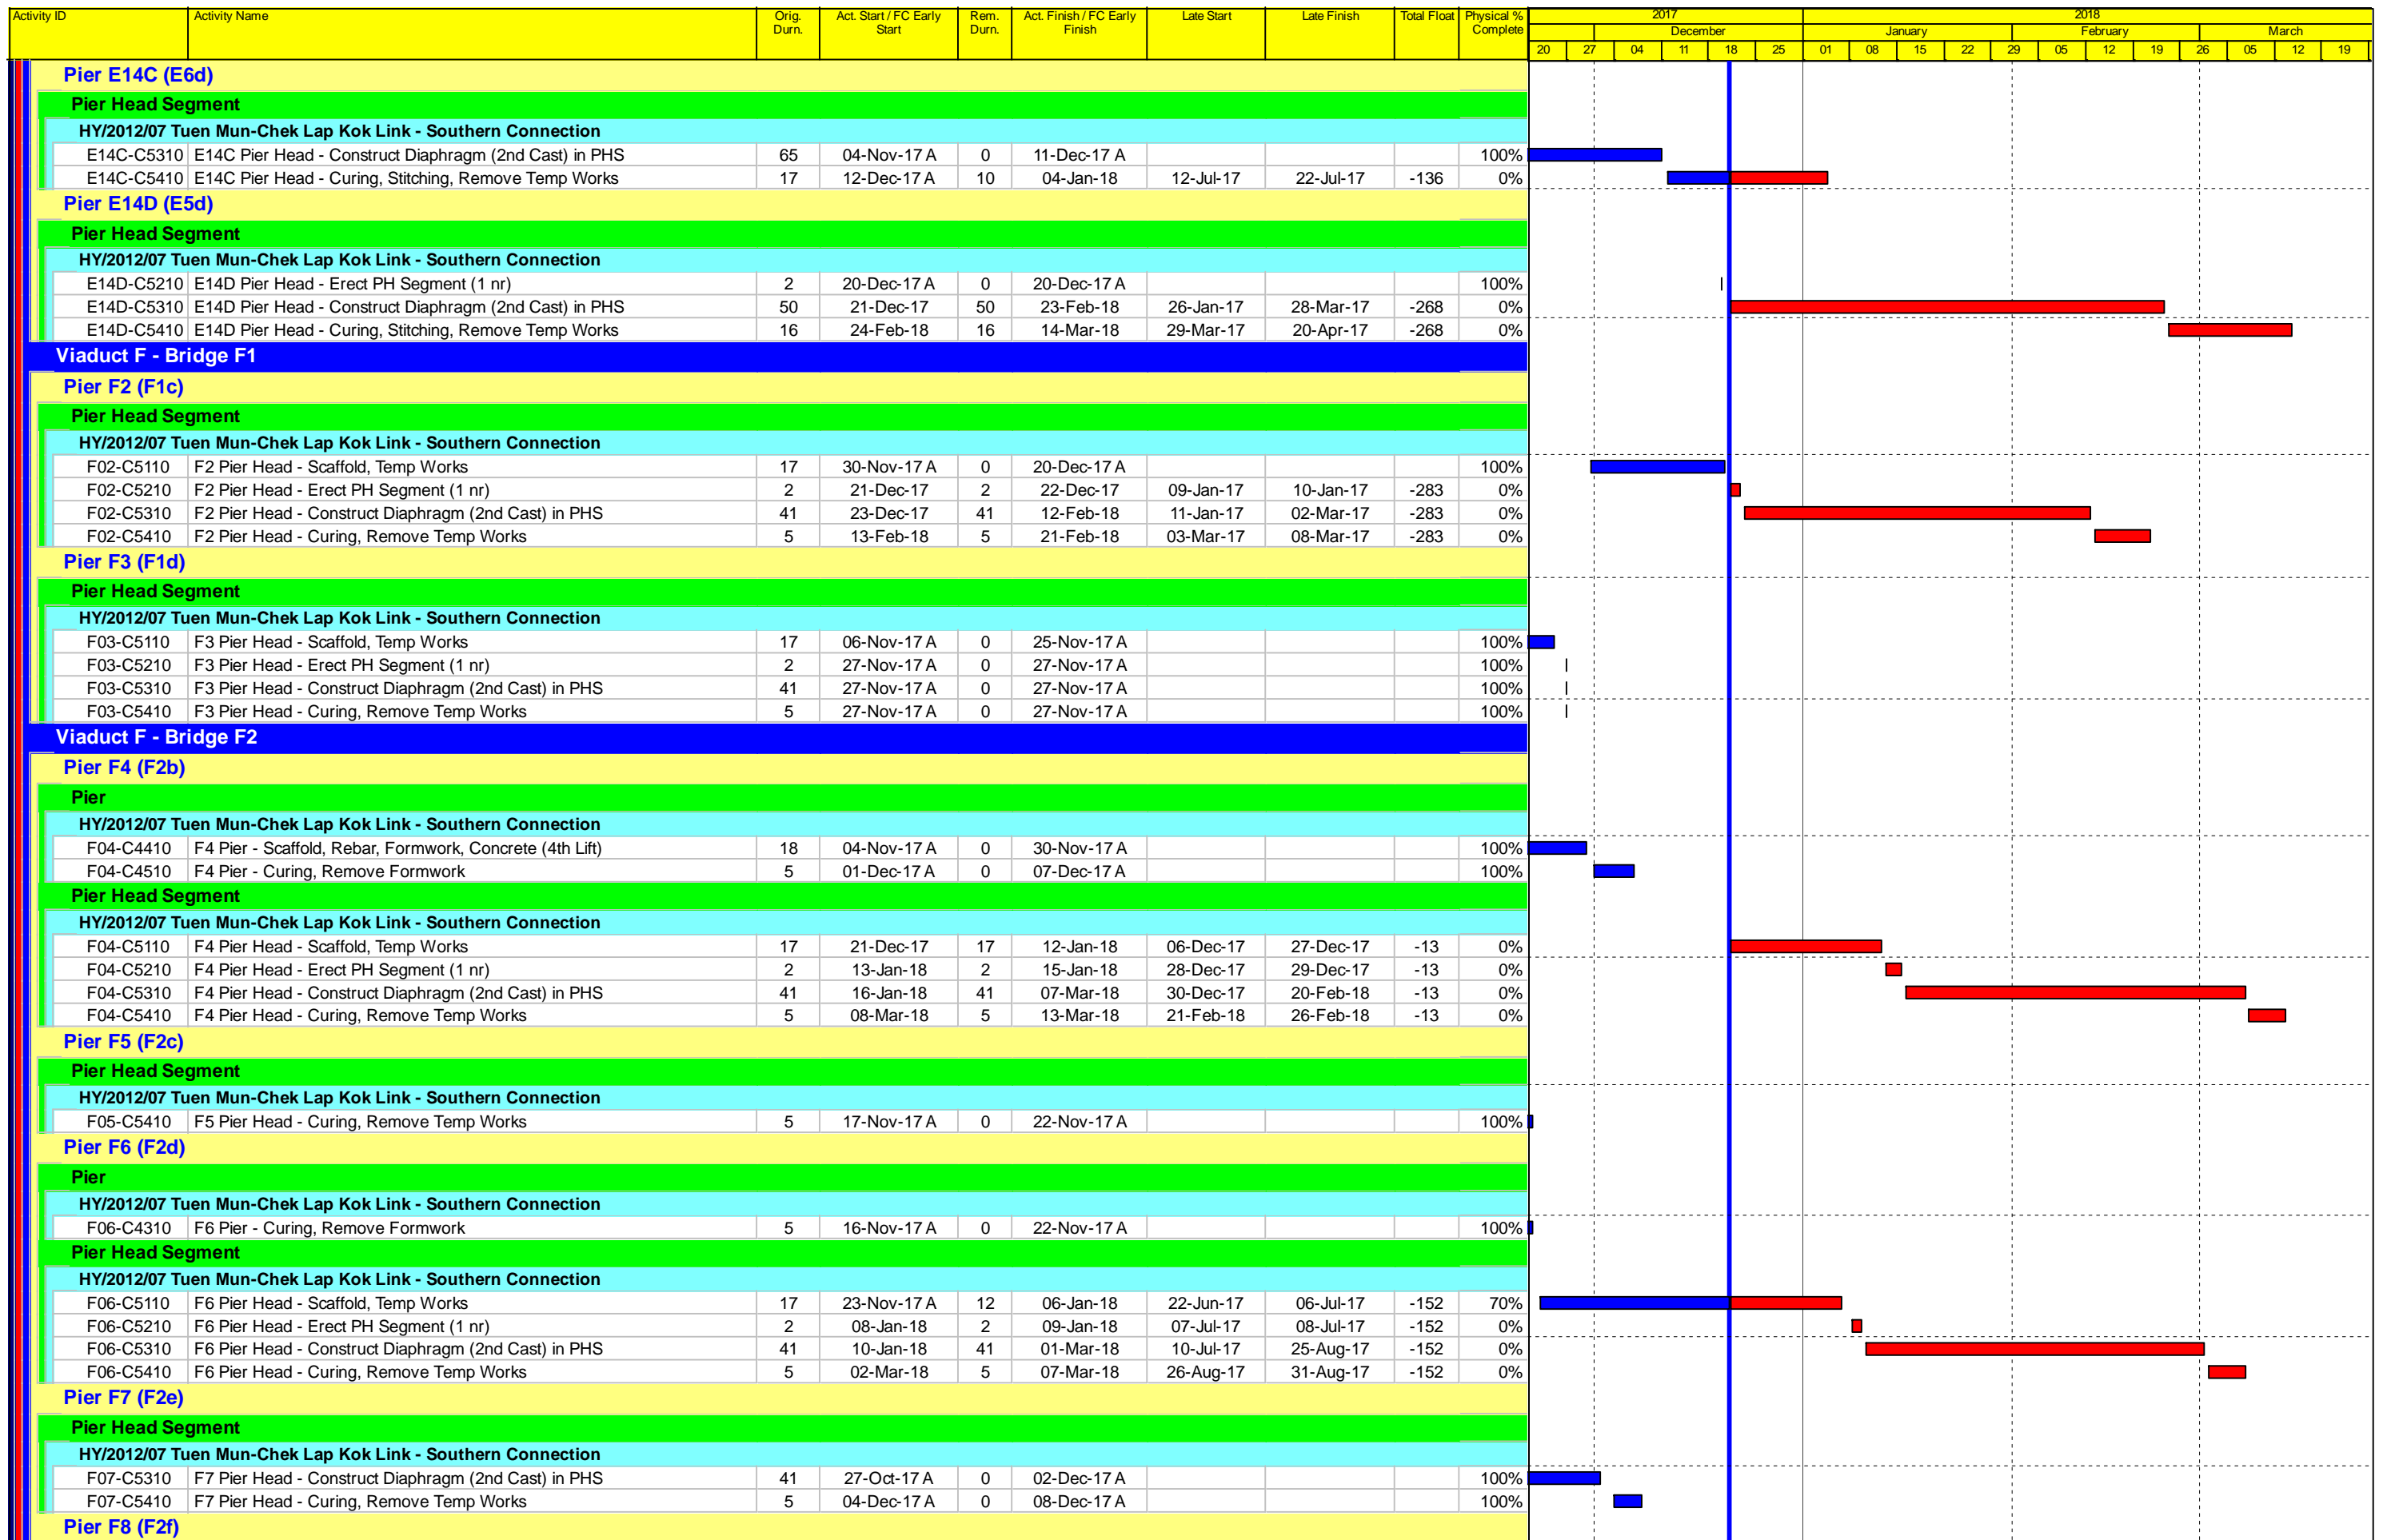 Activity ID Activity Name Orig. Durn. Act. Start / FC Early Start Rem. Durn. Act. Finish / FC Early Finish Late Start Late Finish Total Float Physical % Complete
2017 2018
December January February March
20 27 04 11 18 25 01 08 15 22 29 05 12 19 26 05 12 19
Pier E14C (E6d)
Pier Head Segment
HY/2012/07 Tuen Mun-Chek Lap Kok Link - Southern Connection
E14C-C5310 E14C Pier Head - Construct Diaphragm (2nd Cast) in PHS 65 04-Nov-17 A 0 11-Dec-17 A 100%
E14C-C5410 E14C Pier Head - Curing, Stitching, Remove Temp Works 17 12-Dec-17 A 10 04-Jan-18 12-Jul-17 22-Jul-17 -136 0%
Pier E14D (E5d)
Pier Head Segment
HY/2012/07 Tuen Mun-Chek Lap Kok Link - Southern Connection
E14D-C5210 E14D Pier Head - Erect PH Segment (1 nr) 2 20-Dec-17 A 0 20-Dec-17 A 100%
E14D-C5310 E14D Pier Head - Construct Diaphragm (2nd Cast) in PHS 50 21-Dec-17 50 23-Feb-18 26-Jan-17 28-Mar-17 -268 0%
E14D-C5410 E14D Pier Head - Curing, Stitching, Remove Temp Works 16 24-Feb-18 16 14-Mar-18 29-Mar-17 20-Apr-17 -268 0%
Viaduct F - Bridge F1
Pier F2 (F1c)
Pier Head Segment
HY/2012/07 Tuen Mun-Chek Lap Kok Link - Southern Connection
F02-C5110 F2 Pier Head - Scaffold, Temp Works 17 30-Nov-17 A 0 20-Dec-17 A 100%
F02-C5210 F2 Pier Head - Erect PH Segment (1 nr) 2 21-Dec-17 2 22-Dec-17 09-Jan-17 10-Jan-17 -283 0%
F02-C5310 F2 Pier Head - Construct Diaphragm (2nd Cast) in PHS 41 23-Dec-17 41 12-Feb-18 11-Jan-17 02-Mar-17 -283 0%
F02-C5410 F2 Pier Head - Curing, Remove Temp Works 5 13-Feb-18 5 21-Feb-18 03-Mar-17 08-Mar-17 -283 0%
Pier F3 (F1d)
Pier Head Segment
HY/2012/07 Tuen Mun-Chek Lap Kok Link - Southern Connection
F03-C5110 F3 Pier Head - Scaffold, Temp Works 17 06-Nov-17 A 0 25-Nov-17 A 100%
F03-C5210 F3 Pier Head - Erect PH Segment (1 nr) 2 27-Nov-17 A 0 27-Nov-17 A 100%
F03-C5310 F3 Pier Head - Construct Diaphragm (2nd Cast) in PHS 41 27-Nov-17 A 0 27-Nov-17 A 100%
F03-C5410 F3 Pier Head - Curing, Remove Temp Works 5 27-Nov-17 A 0 27-Nov-17 A 100%
Viaduct F - Bridge F2
Pier F4 (F2b)
Pier
HY/2012/07 Tuen Mun-Chek Lap Kok Link - Southern Connection
F04-C4410 F4 Pier - Scaffold, Rebar, Formwork, Concrete (4th Lift) 18 04-Nov-17 A 0 30-Nov-17 A 100%
F04-C4510 F4 Pier - Curing, Remove Formwork 5 01-Dec-17 A 0 07-Dec-17 A 100%
Pier Head Segment
HY/2012/07 Tuen Mun-Chek Lap Kok Link - Southern Connection
F04-C5110 F4 Pier Head - Scaffold, Temp Works 17 21-Dec-17 17 12-Jan-18 06-Dec-17 27-Dec-17 -13 0%
F04-C5210 F4 Pier Head - Erect PH Segment (1 nr) 2 13-Jan-18 2 15-Jan-18 28-Dec-17 29-Dec-17 -13 0%
F04-C5310 F4 Pier Head - Construct Diaphragm (2nd Cast) in PHS 41 16-Jan-18 41 07-Mar-18 30-Dec-17 20-Feb-18 -13 0%
F04-C5410 F4 Pier Head - Curing, Remove Temp Works 5 08-Mar-18 5 13-Mar-18 21-Feb-18 26-Feb-18 -13 0%
Pier F5 (F2c)
Pier Head Segment
HY/2012/07 Tuen Mun-Chek Lap Kok Link - Southern Connection
F05-C5410 F5 Pier Head - Curing, Remove Temp Works 5 17-Nov-17 A 0 22-Nov-17 A 100%
Pier F6 (F2d)
Pier
HY/2012/07 Tuen Mun-Chek Lap Kok Link - Southern Connection
F06-C4310 F6 Pier - Curing, Remove Formwork 5 16-Nov-17 A 0 22-Nov-17 A 100%
Pier Head Segment
HY/2012/07 Tuen Mun-Chek Lap Kok Link - Southern Connection
F06-C5110 F6 Pier Head - Scaffold, Temp Works 17 23-Nov-17 A 12 06-Jan-18 22-Jun-17 06-Jul-17 -152 70%
F06-C5210 F6 Pier Head - Erect PH Segment (1 nr) 2 08-Jan-18 2 09-Jan-18 07-Jul-17 08-Jul-17 -152 0%
F06-C5310 F6 Pier Head - Construct Diaphragm (2nd Cast) in PHS 41 10-Jan-18 41 01-Mar-18 10-Jul-17 25-Aug-17 -152 0%
F06-C5410 F6 Pier Head - Curing, Remove Temp Works 5 02-Mar-18 5 07-Mar-18 26-Aug-17 31-Aug-17 -152 0%
Pier F7 (F2e)
Pier Head Segment
HY/2012/07 Tuen Mun-Chek Lap Kok Link - Southern Connection
F07-C5310 F7 Pier Head - Construct Diaphragm (2nd Cast) in PHS 41 27-Oct-17 A 0 02-Dec-17 A 100%
F07-C5410 F7 Pier Head - Curing, Remove Temp Works 5 04-Dec-17 A 0 08-Dec-17 A 100%
Pier F8 (F2f)